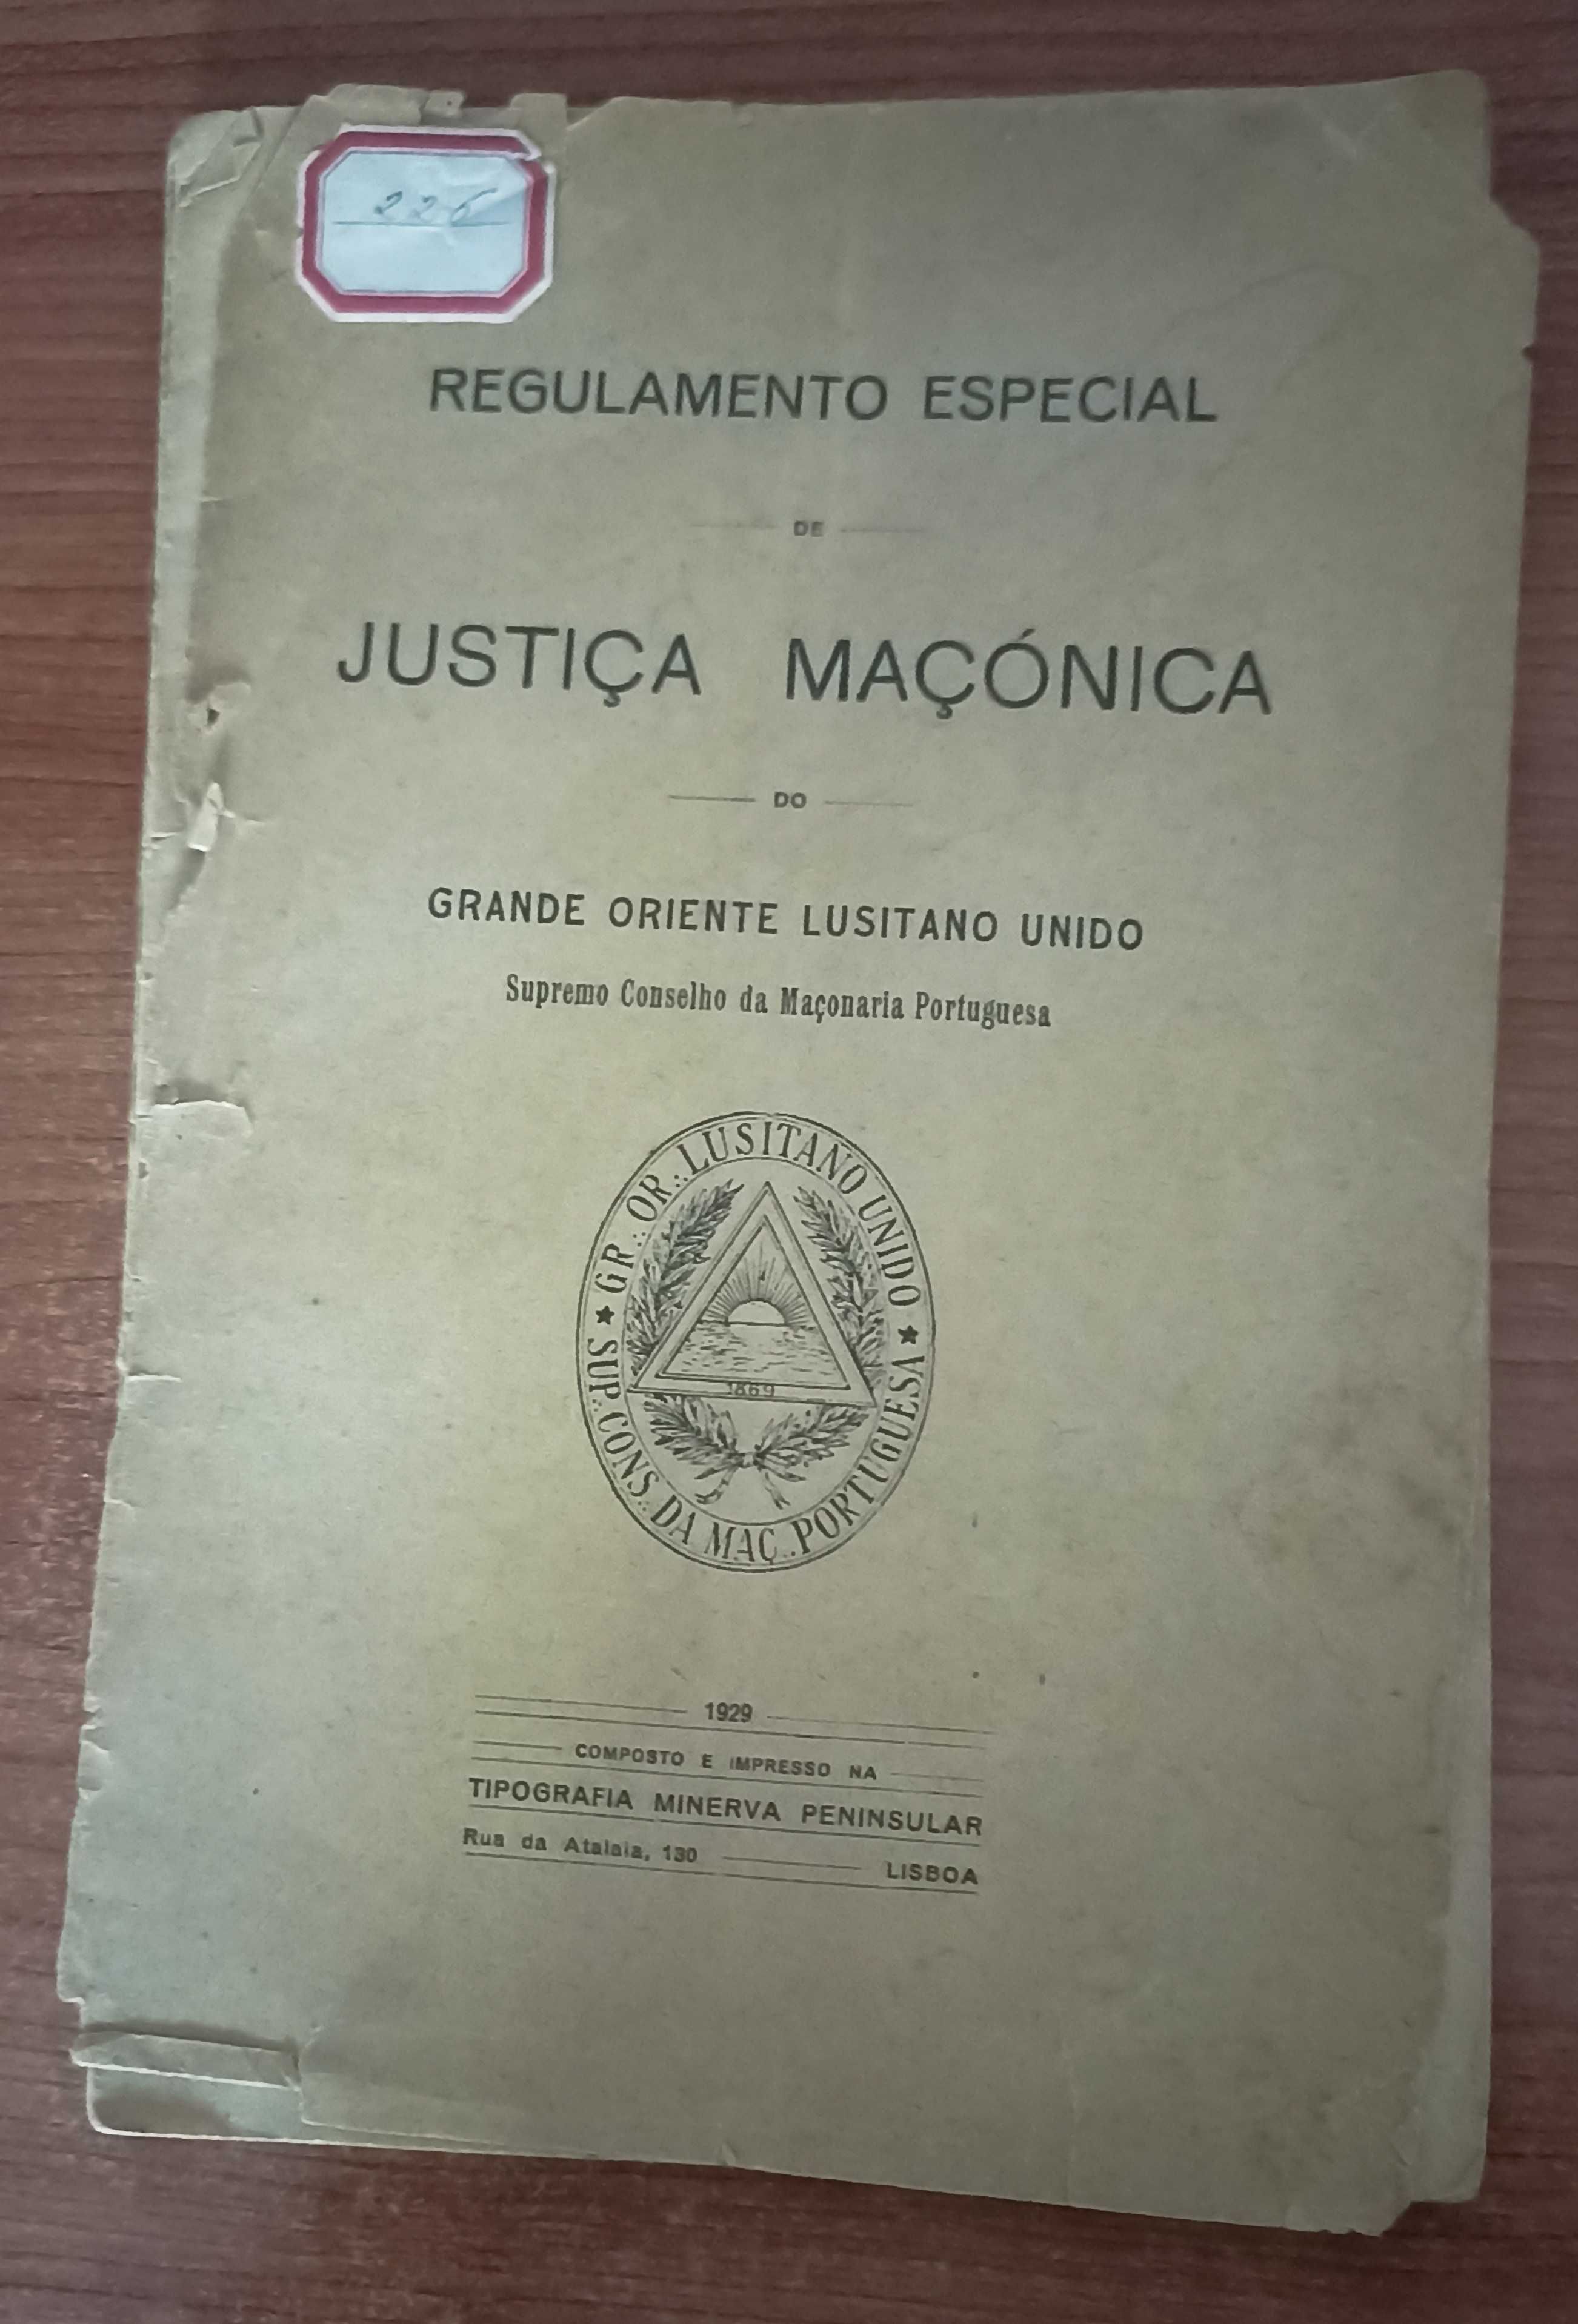 226
REGULAMENTO ESPECIAL
DE
JUSTIÇA MAÇÓNICA
DO
GRANDE ORIENTE LUSITANO UNIDO
Supremo Conselho da Maçonaria Portuguesa
GR∴ OR∴ LUSITANO UNIDO
1869
★ SUP∴ CONS∴ DA MAÇ∴ PORTUGUESA ★
1929
COMPOSTO E IMPRESSO NA
TIPOGRAFIA MINERVA PENINSULAR
Rua da Atalaia, 130 LISBOA